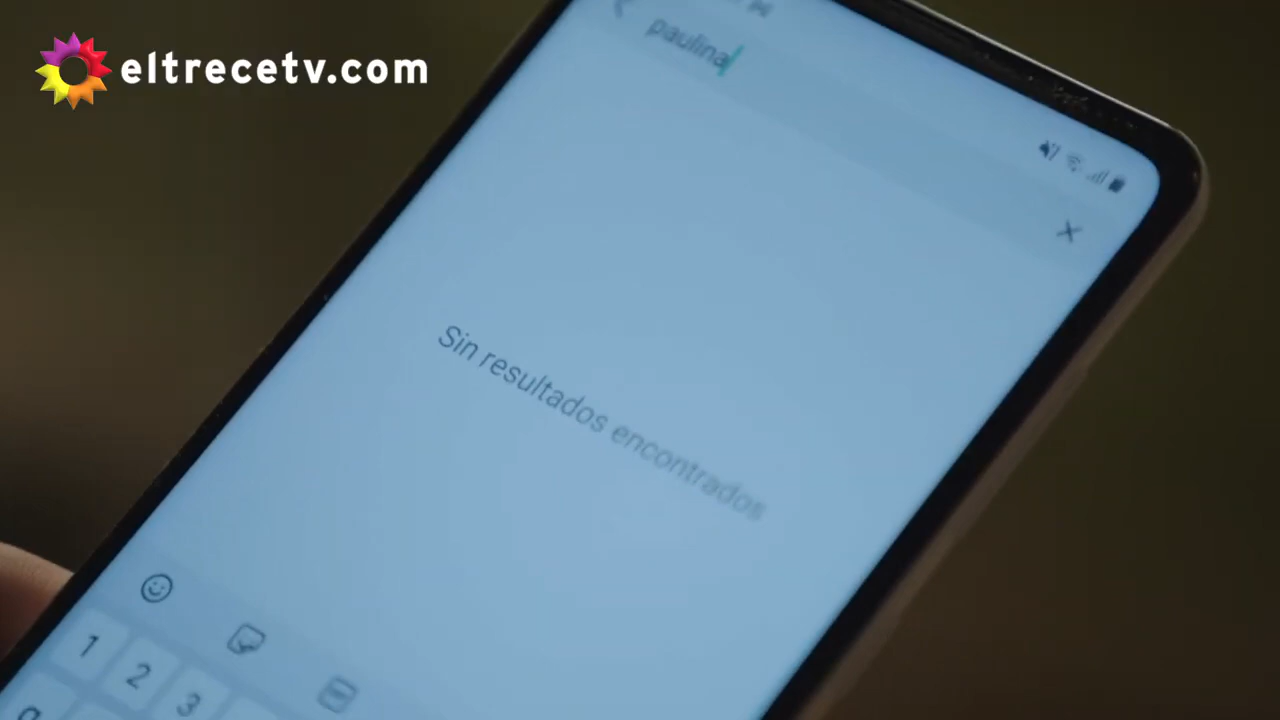 eltrecetv.com
paulina
Sin resultados encontrados
1 2 3
q